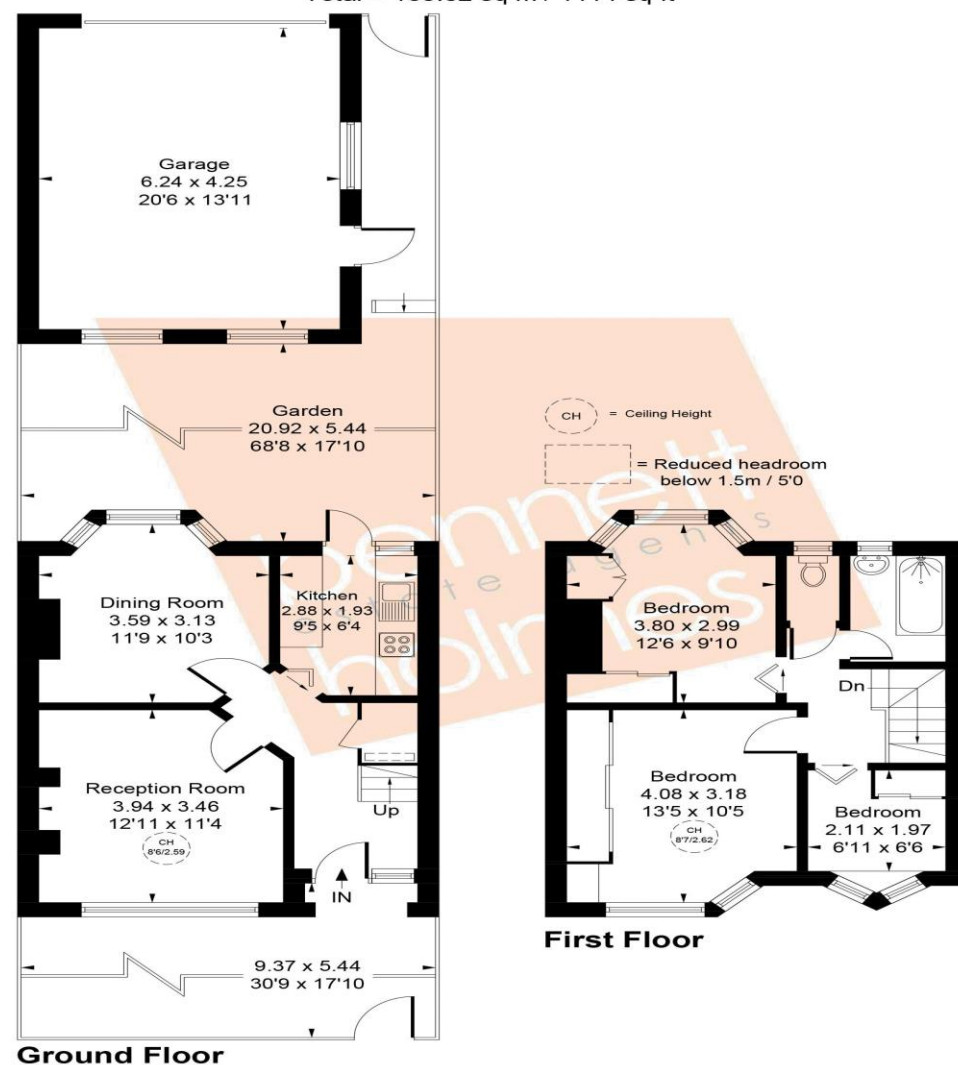 Garage
6.24 x 4.25
20'6 x 13'11
Garden
20.92 x 5.44
68'8 x 17'10
CH = Ceiling Height
= Reduced headroom
below 1.5m / 5'0
bennett
holmes
estate agents
Dining Room
3.59 x 3.13
11'9 x 10'3
Kitchen
2.88 x 1.93
9'5 x 6'4
Reception Room
3.94 x 3.46
12'11 x 11'4
CH
8'6/2.59
Up
IN
9.37 x 5.44
30'9 x 17'10
Ground Floor
Bedroom
3.80 x 2.99
12'6 x 9'10
Dn
Bedroom
4.08 x 3.18
13'5 x 10'5
CH
8'7/2.62
Bedroom
2.11 x 1.97
6'11 x 6'6
First Floor